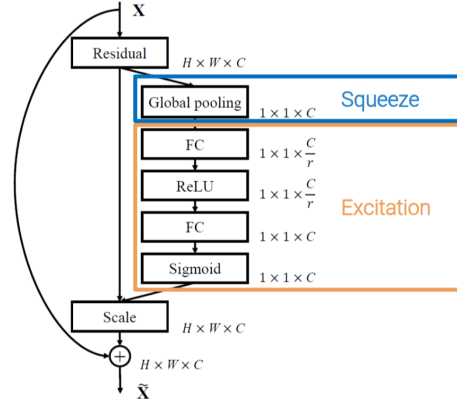 X
Residual
H × W × C
Global pooling
Squeeze
1 × 1 × C
FC
1 × 1 × C/r
ReLU
1 × 1 × C/r
Excitation
FC
1 × 1 × C
Sigmoid
1 × 1 × C
Scale
H × W × C
+
H × W × C
X̃